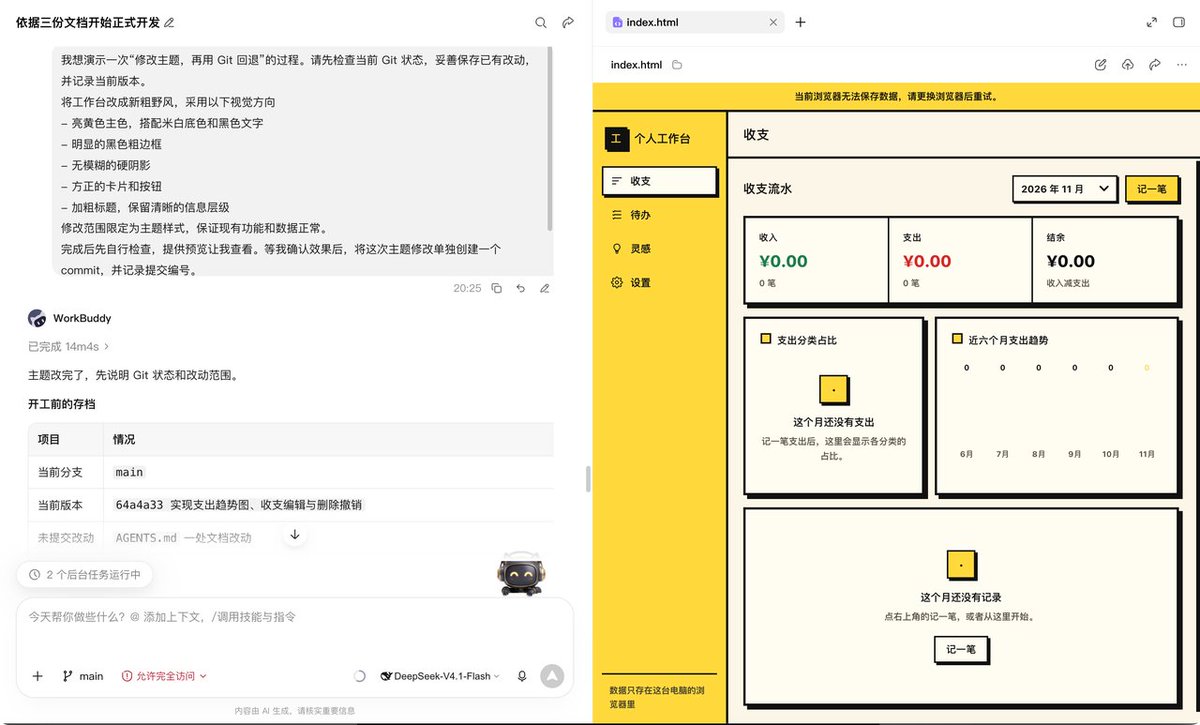 依据三份文档开始正式开发
我想演示一次“修改主题，再用 Git 回退”的过程。请先检查当前 Git 状态，妥善保存已有改动，
并记录当前版本。
将工作台改成新粗野风，采用以下视觉方向
– 亮黄色主色，搭配米白底色和黑色文字
– 明显的黑色粗边框
– 无模糊的硬阴影
– 方正的卡片和按钮
– 加粗标题，保留清晰的信息层级
修改范围限定为主题样式，保证现有功能和数据正常。
完成后先自行检查，提供预览让我查看。等我确认效果后，将这次主题修改单独创建一个
commit，并记录提交编号。
20:25
WorkBuddy
已完成 14m4s
主题改完了，先说明 Git 状态和改动范围。
开工前的存档
项目 情况
当前分支 main
当前版本 64a4a33 实现支出趋势图、收支编辑与删除撤销
未提交改动 AGENTS.md 一处文档改动
2 个后台任务运行中
今天帮你做些什么？@ 添加上下文，/调用技能与指令
main 允许完全访问 DeepSeek-V4.1-Flash
内容由 AI 生成，请核实重要信息
index.html
index.html
当前浏览器无法保存数据，请更换浏览器后重试。
工 个人工作台
收支
待办
灵感
设置
数据只存在这台电脑的浏
览器里
收支
收支流水
2026 年 11 月
记一笔
收入 支出 结余
¥0.00 ¥0.00 ¥0.00
0 笔 0 笔 收入减支出
支出分类占比
这个月还没有支出
记一笔支出后，这里会显示各分类的
占比。
近六个月支出趋势
0 0 0 0 0 0
6月 7月 8月 9月 10月 11月
这个月还没有记录
点右上角的记一笔，或者从这里开始。
记一笔